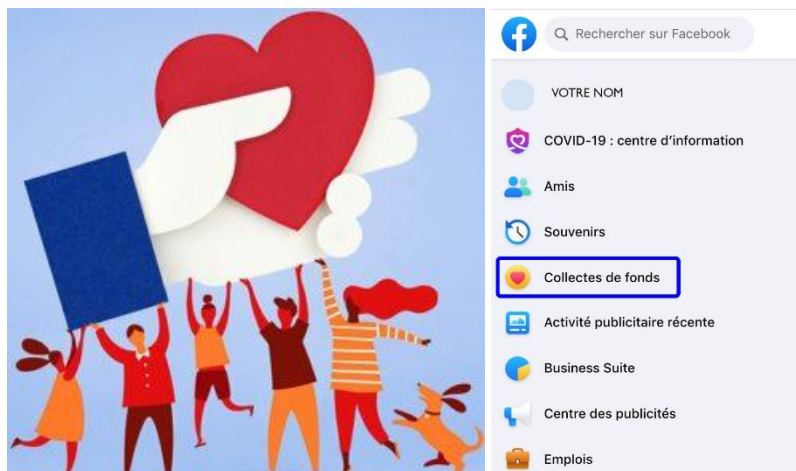 Rechercher sur Facebook
VOTRE NOM
COVID-19 : centre d'information
Amis
Souvenirs
Collectes de fonds
Activité publicitaire récente
Business Suite
Centre des publicités
Emplois